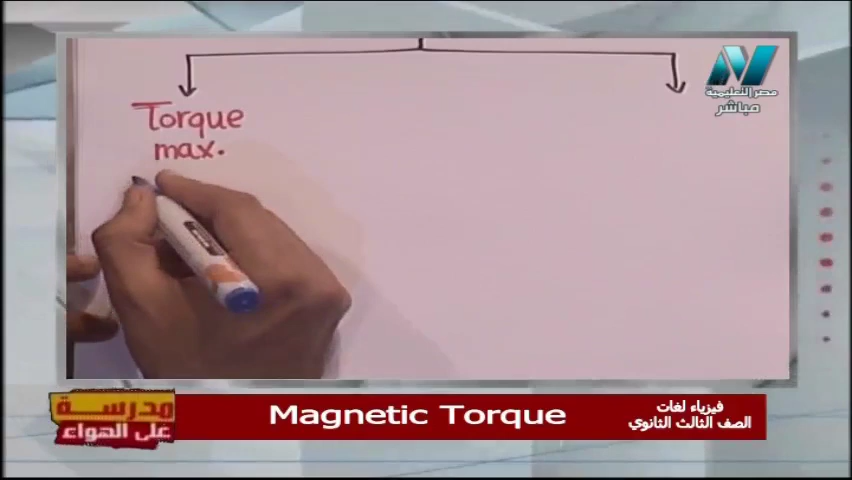 مصر التعليمية
مباشر
Torque
max.
مدرسة
على الهواء
Magnetic Torque
فيزياء لغات
الصف الثالث الثانوي